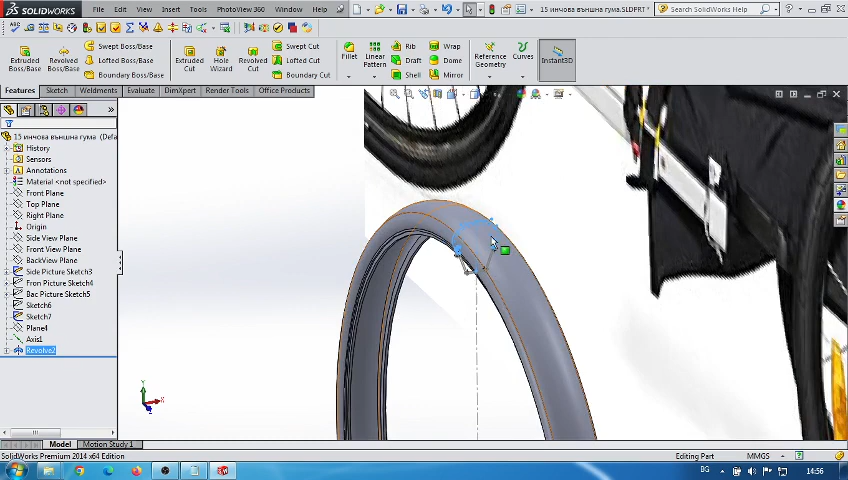 SOLIDWORKS File Edit View Insert Tools PhotoView 360 Window Help 15 инчова външна гума.SLDPRT * Search SolidWorks Help
Extruded Boss/Base
Revolved Boss/Base
Swept Boss/Base
Lofted Boss/Base
Boundary Boss/Base
Extruded Cut
Hole Wizard
Revolved Cut
Swept Cut
Lofted Cut
Boundary Cut
Fillet
Linear Pattern
Rib
Draft
Shell
Wrap
Dome
Mirror
Reference Geometry
Curves
Instant3D
Features Sketch Weldments Evaluate DimXpert Render Tools Office Products
15 инчова външна гума (Defa
History
Sensors
Annotations
Material <not specified>
Front Plane
Top Plane
Right Plane
Origin
Side View Plane
Front View Plane
BackView Plane
Side Picture Sketch3
Fron Picture Sketch4
Bac Picture Sketch5
Sketch6
Sketch7
Plane4
Axis1
Revolve2
Y
X
Z
Model Motion Study 1
SolidWorks Premium 2014 x64 Edition Editing Part MMGS
BG 14:56